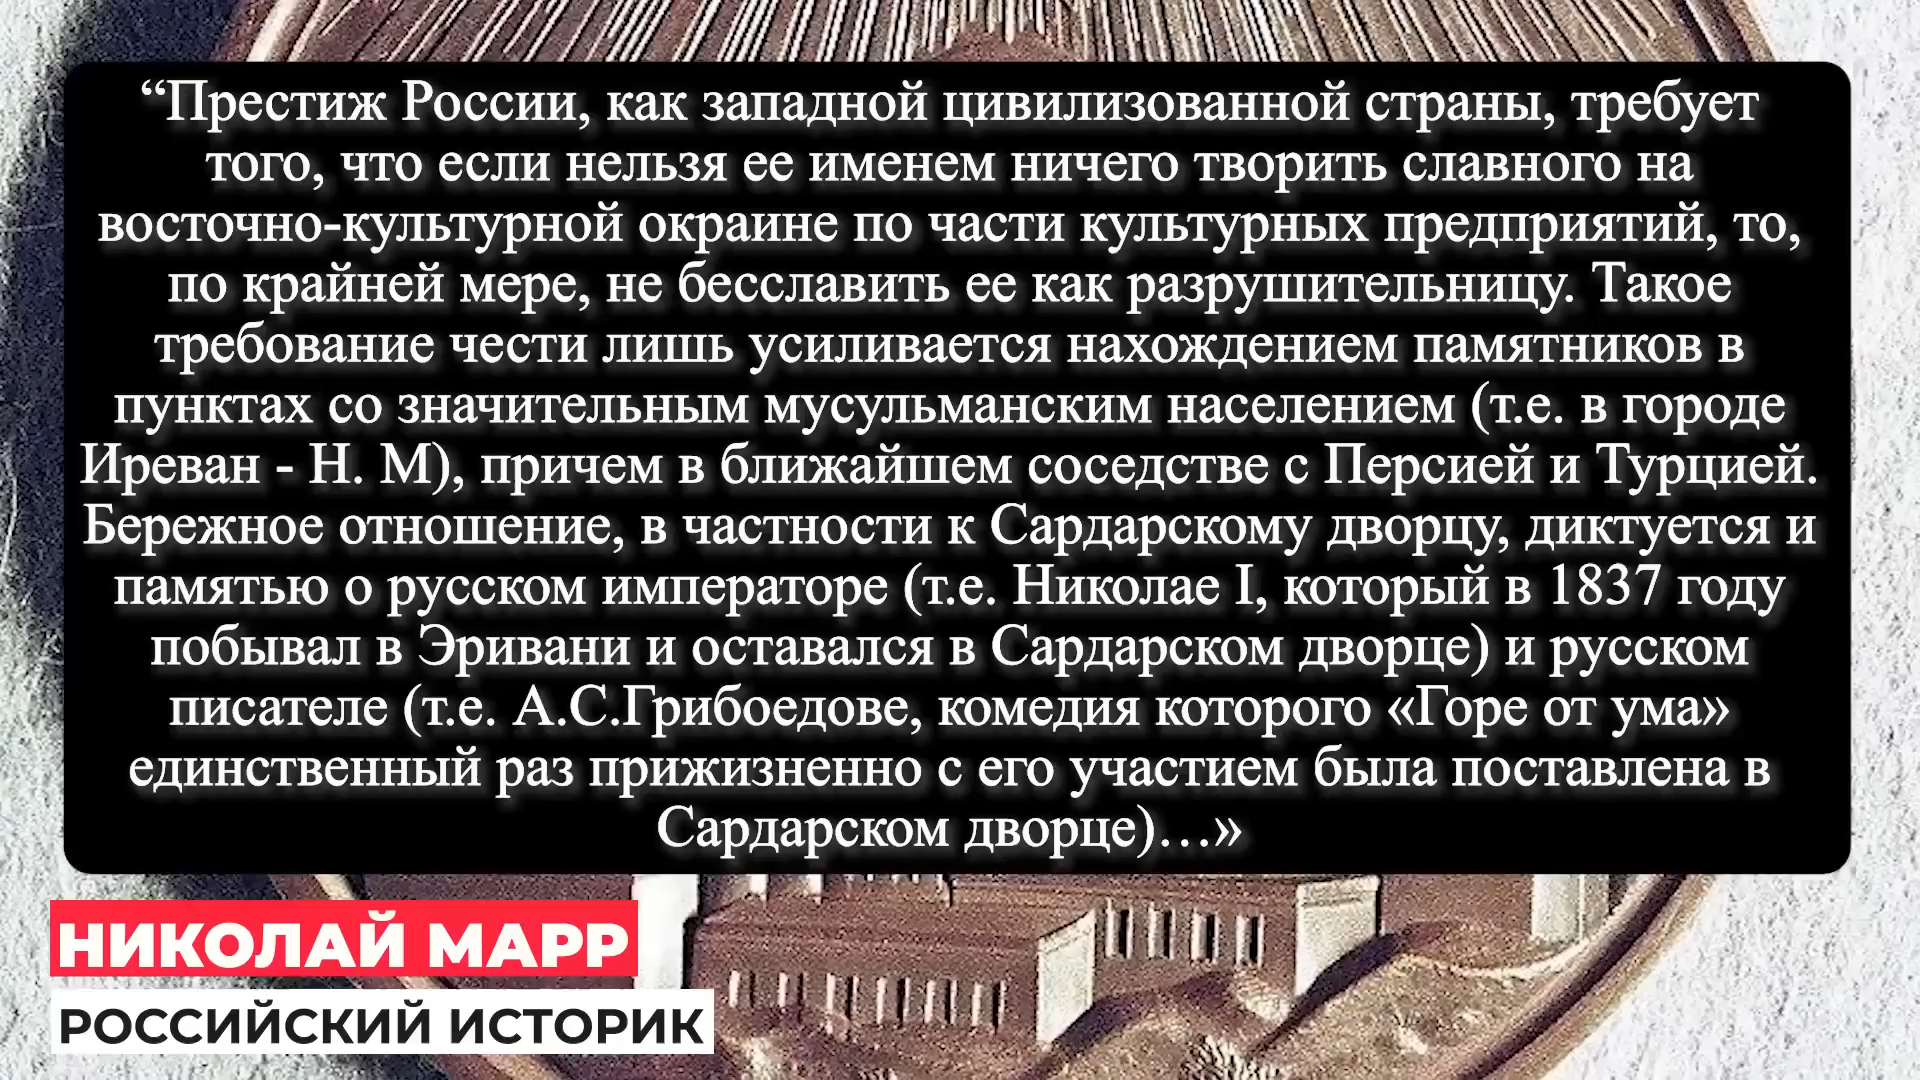 “Престиж России, как западной цивилизованной страны, требует
того, что если нельзя ее именем ничего творить славного на
восточно-культурной окраине по части культурных предприятий, то,
по крайней мере, не бесславить ее как разрушительницу. Такое
требование чести лишь усиливается нахождением памятников в
пунктах со значительным мусульманским населением (т.е. в городе
Иреван - Н. М), причем в ближайшем соседстве с Персией и Турцией.
Бережное отношение, в частности к Сардарскому дворцу, диктуется и
памятью о русском императоре (т.е. Николае I, который в 1837 году
побывал в Эривани и оставался в Сардарском дворце) и русском
писателе (т.е. А.С.Грибоедове, комедия которого «Горе от ума»
единственный раз прижизненно с его участием была поставлена в
Сардарском дворце)…»
НИКОЛАЙ МАРР
РОССИЙСКИЙ ИСТОРИК